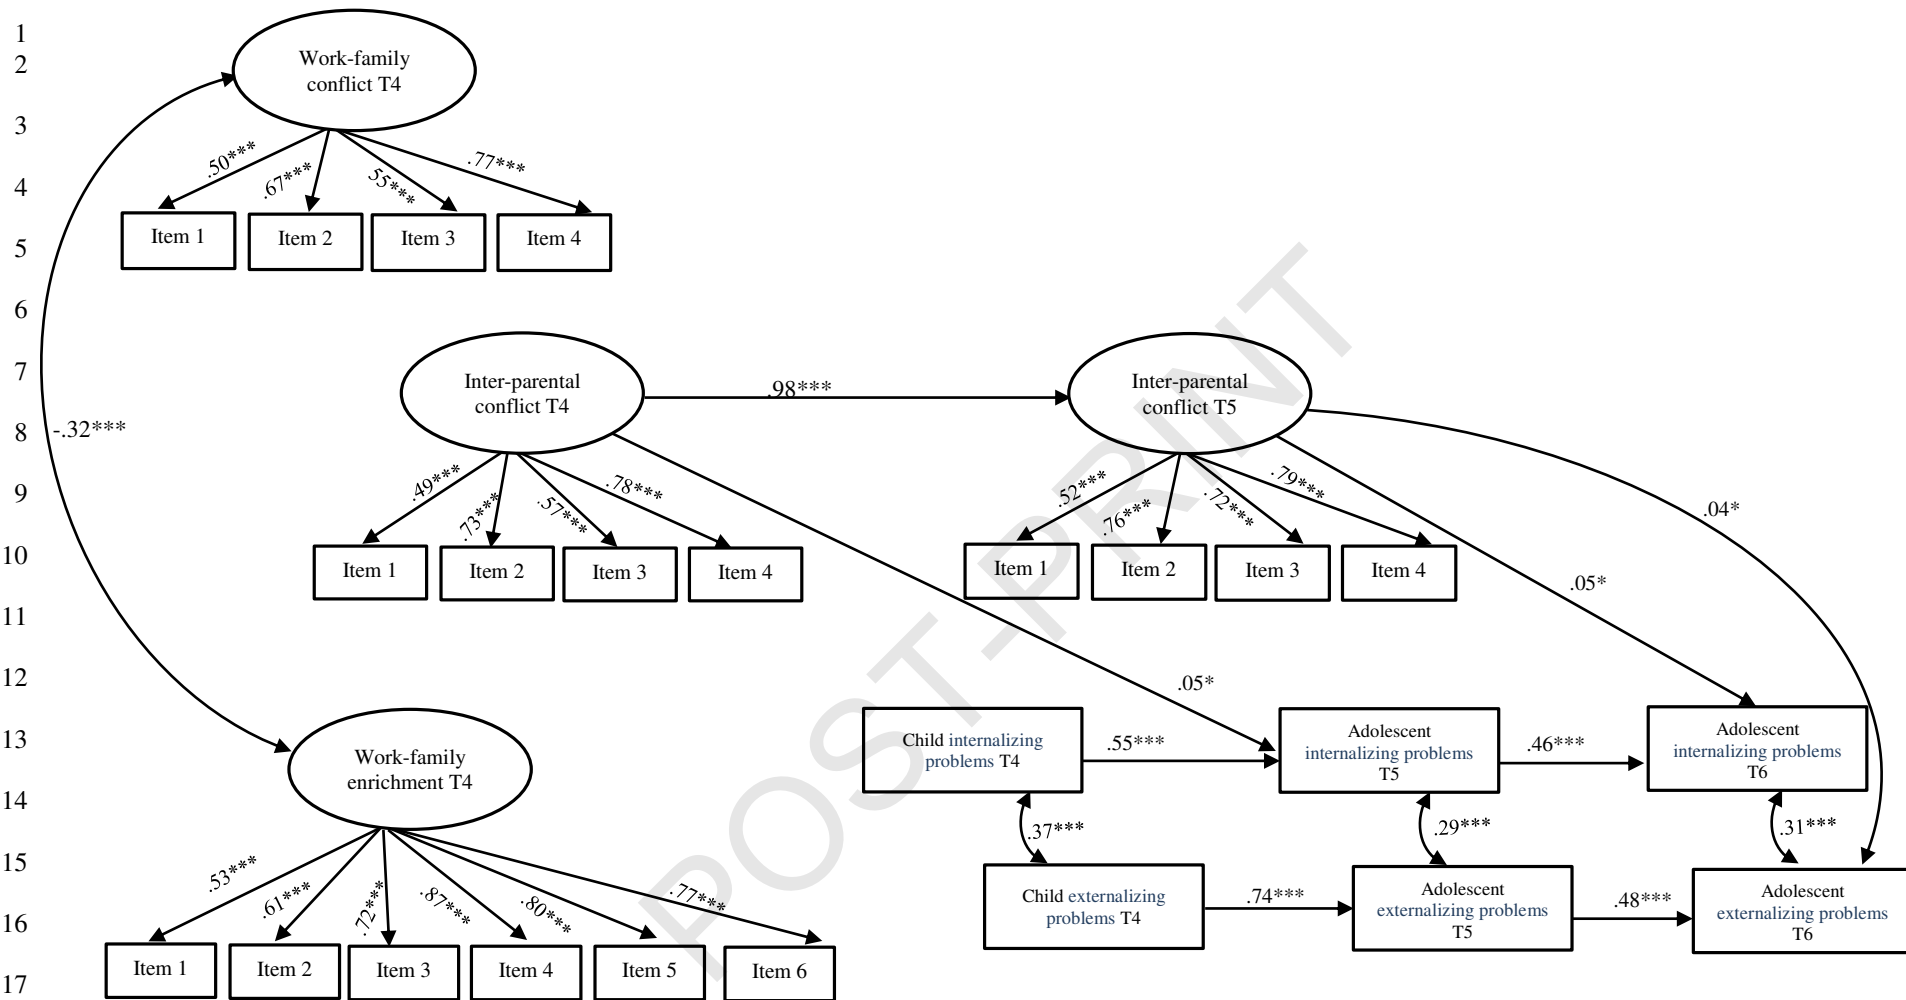 1
2
3
4
5
6
7
8
9
10
11
12
13
14
15
16
17
Work-family
conflict T4
.50***
.67***
.55***
.77***
Item 1
Item 2
Item 3
Item 4
-.32***
Inter-parental
conflict T4
.98***
Inter-parental
conflict T5
.49***
.73***
.57***
.78***
.52***
.76***
.72***
.79***
.04*
Item 1
Item 2
Item 3
Item 4
Item 1
Item 2
Item 3
Item 4
.05*
.05*
Work-family
enrichment T4
Child internalizing
problems T4
.55***
Adolescent
internalizing problems
T5
.46***
Adolescent
internalizing problems
T6
.37***
.29***
.31***
.53***
.61***
.72***
.87***
.80***
.77***
Child externalizing
problems T4
.74***
Adolescent
externalizing problems
T5
.48***
Adolescent
externalizing problems
T6
Item 1
Item 2
Item 3
Item 4
Item 5
Item 6
POST-PRINT